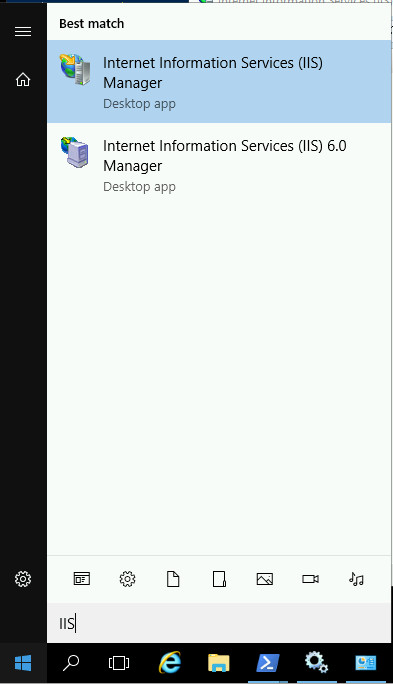 Best match
Internet Information Services (IIS)
Manager
Desktop app
Internet Information Services (IIS) 6.0
Manager
Desktop app
IIS